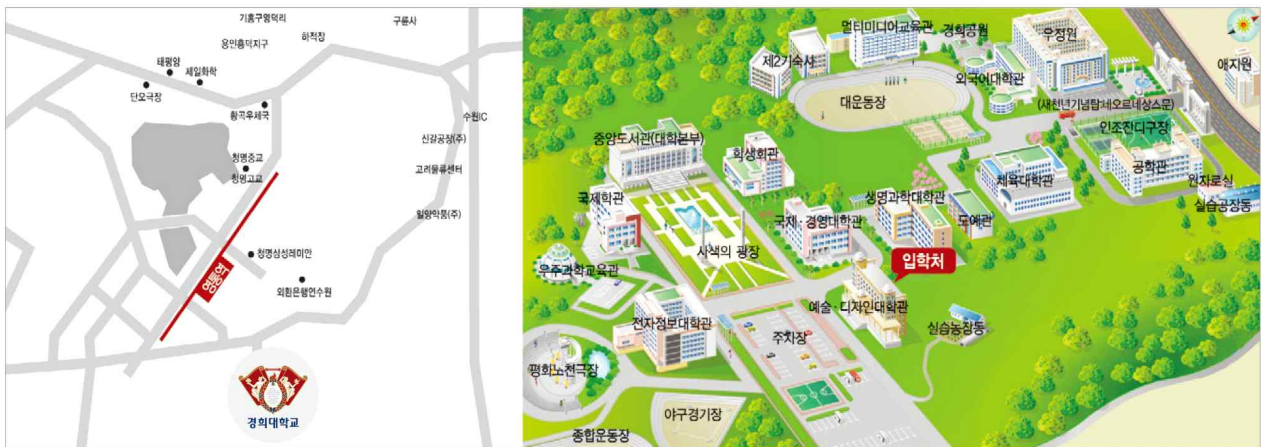 기흥구영덕리
구륜사
용인흥덕지구
하적장
태평양
세일화학
단오극장
황곡우체국
수원IC
신갈공장(주)
청명중교
청명고교
고려물류센터
일양약품(주)
청명삼성래미안
영통역
외환은행연수원
경희대학교
멀티미디어교육관
경희공원
우정원
제2기숙사
외국어대학관
애지원
대운동장
(새천년기념탑:네오르네상스문)
인조잔디구장
중앙도서관(대학본부)
학생회관
공학관
체육대학관
원자로실
실습공장동
국제학관
생명과학대학관
국제·경영대학관
도예관
사색의 광장
입학처
우주과학교육관
예술·디자인대학관
전자정보대학관
주차장
실습농장동
평화노천극장
야구경기장
종합운동장